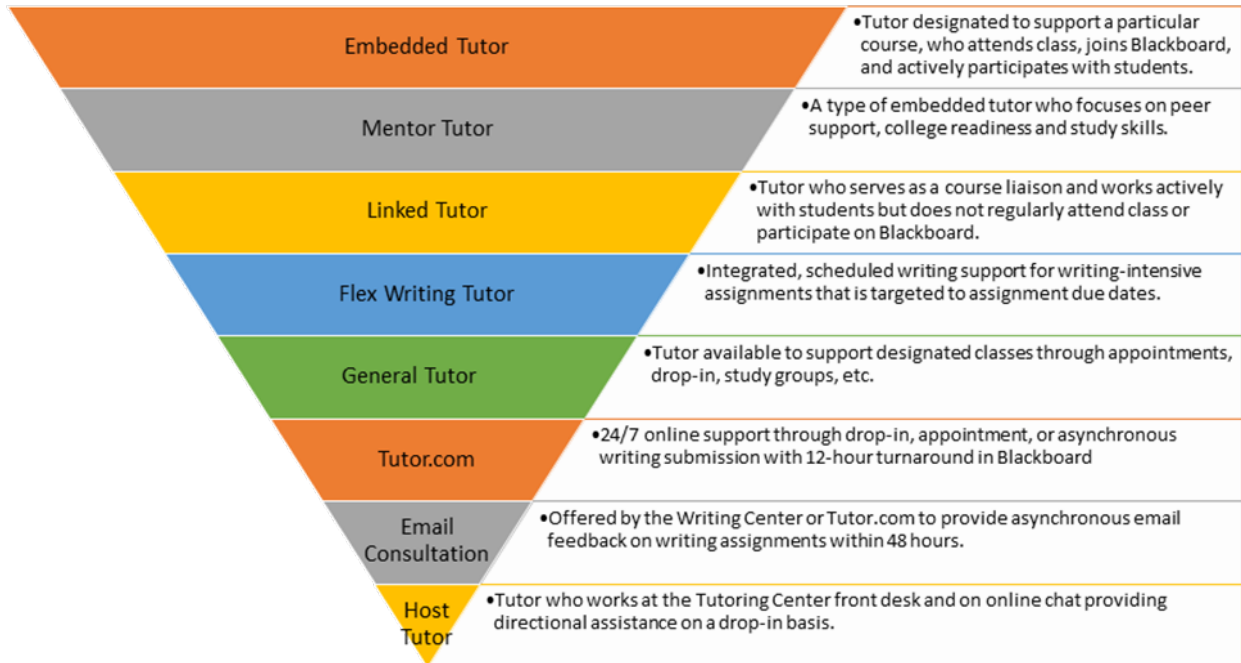 Embedded Tutor
•Tutor designated to support a particular
course, who attends class, joins Blackboard,
and actively participates with students.
Mentor Tutor
•A type of embedded tutor who focuses on peer
support, college readiness and study skills.
Linked Tutor
•Tutor who serves as a course liaison and works actively
with students but does not regularly attend class or
participate on Blackboard.
Flex Writing Tutor
•Integrated, scheduled writing support for writing-intensive
assignments that is targeted to assignment due dates.
General Tutor
•Tutor available to support designated classes through appointments,
drop-in, study groups, etc.
Tutor.com
•24/7 online support through drop-in, appointment, or asynchronous
writing submission with 12-hour turnaround in Blackboard
Email
Consultation
•Offered by the Writing Center or Tutor.com to provide asynchronous email
feedback on writing assignments within 48 hours.
Host
Tutor
•Tutor who works at the Tutoring Center front desk and on online chat providing
directional assistance on a drop-in basis.